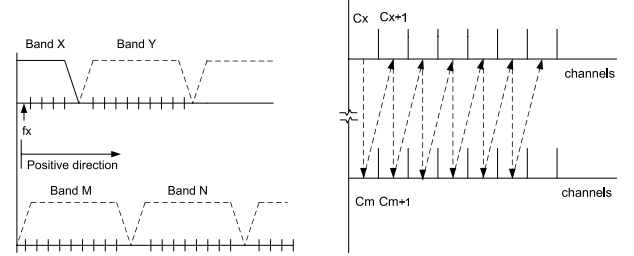 Band X
Band Y
fx
Positive direction
Band M
Band N
Cx Cx+1
channels
channels
Cm Cm+1